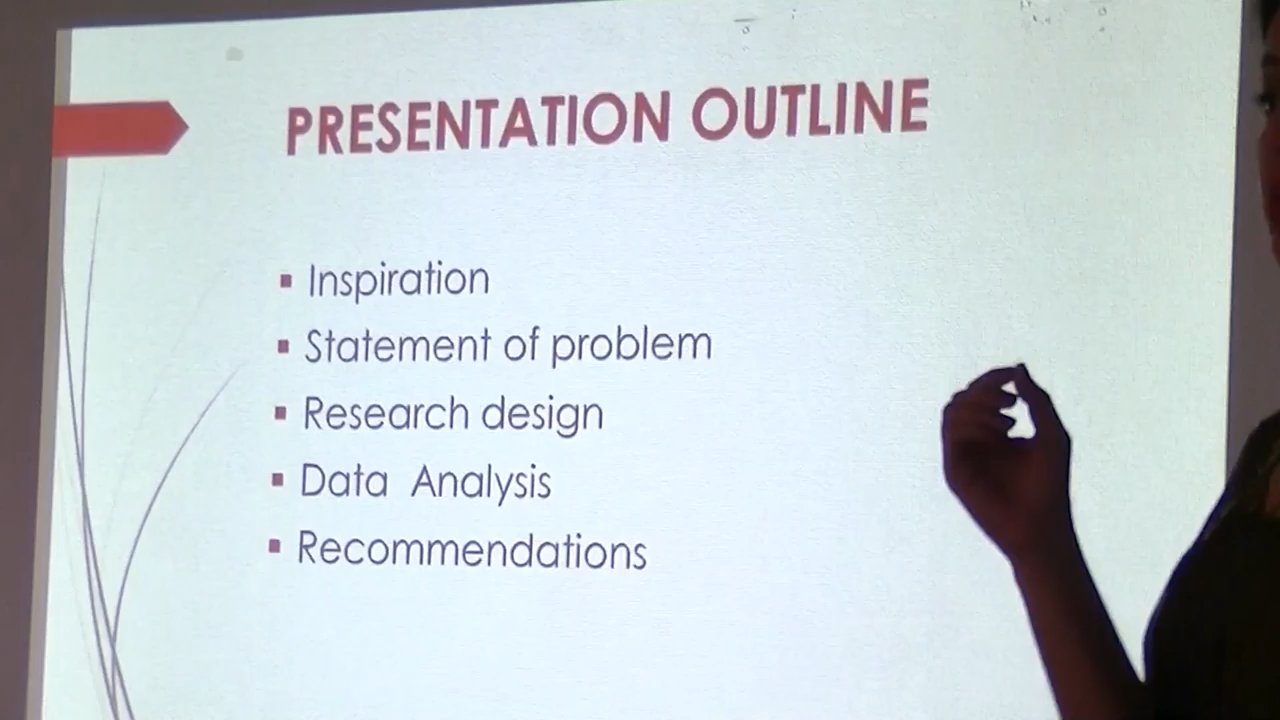 PRESENTATION OUTLINE
▪ Inspiration
▪ Statement of problem
▪ Research design
▪ Data Analysis
▪ Recommendations